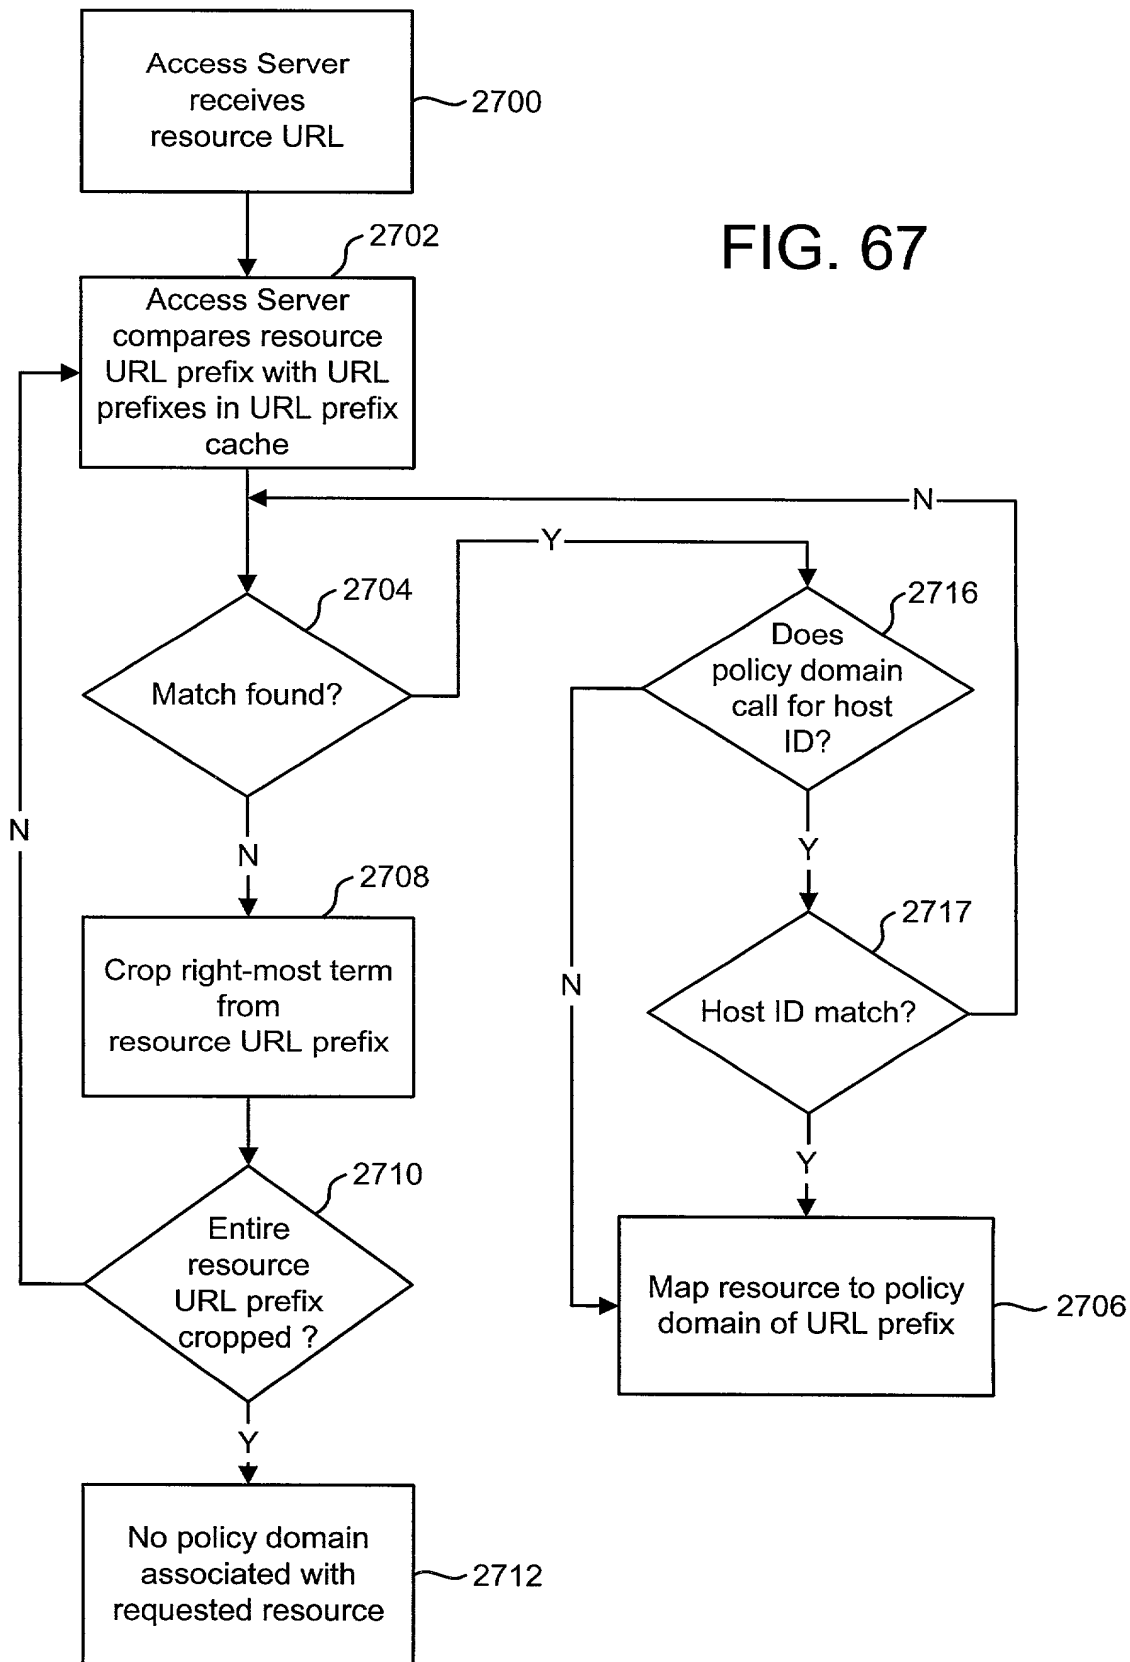 Access Server
receives
resource URL
2700
FIG. 67
2702
Access Server
compares resource
URL prefix with URL
prefixes in URL prefix
cache
N
Y
2704
Match found?
2716
Does
policy domain
call for host
ID?
N
N
Y
2708
Crop right-most term
from
resource URL prefix
2717
Host ID match?
N
2710
Entire
resource
URL prefix
cropped ?
Y
Map resource to policy
domain of URL prefix
2706
Y
No policy domain
associated with
requested resource
2712